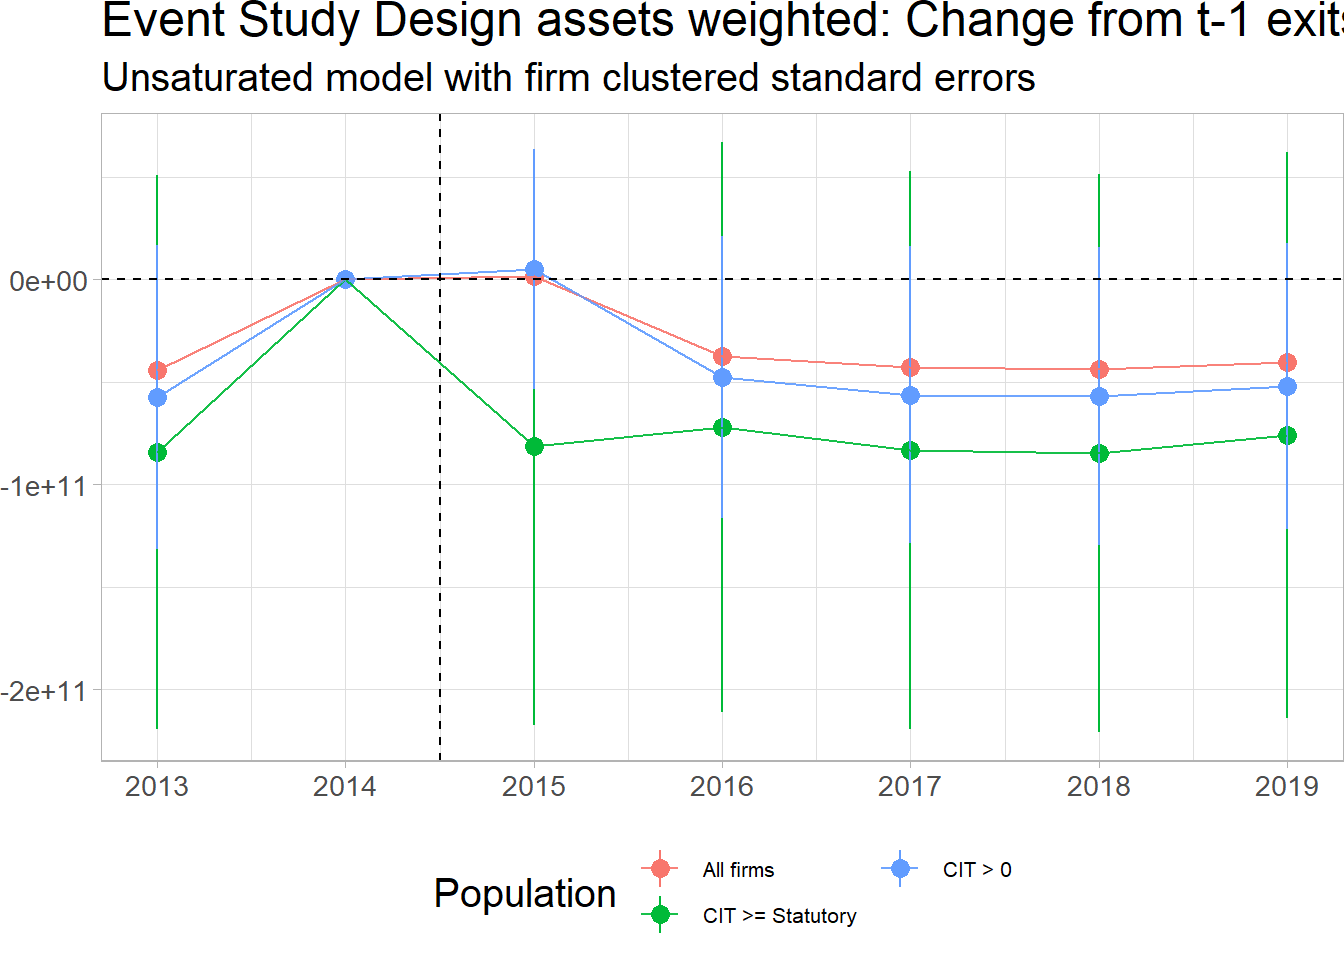 Event Study Design assets weighted: Change from t-1 exits
Unsaturated model with firm clustered standard errors
0e+00
-1e+11
-2e+11
2013 2014 2015 2016 2017 2018 2019
Population
All firms
CIT > 0
CIT >= Statutory